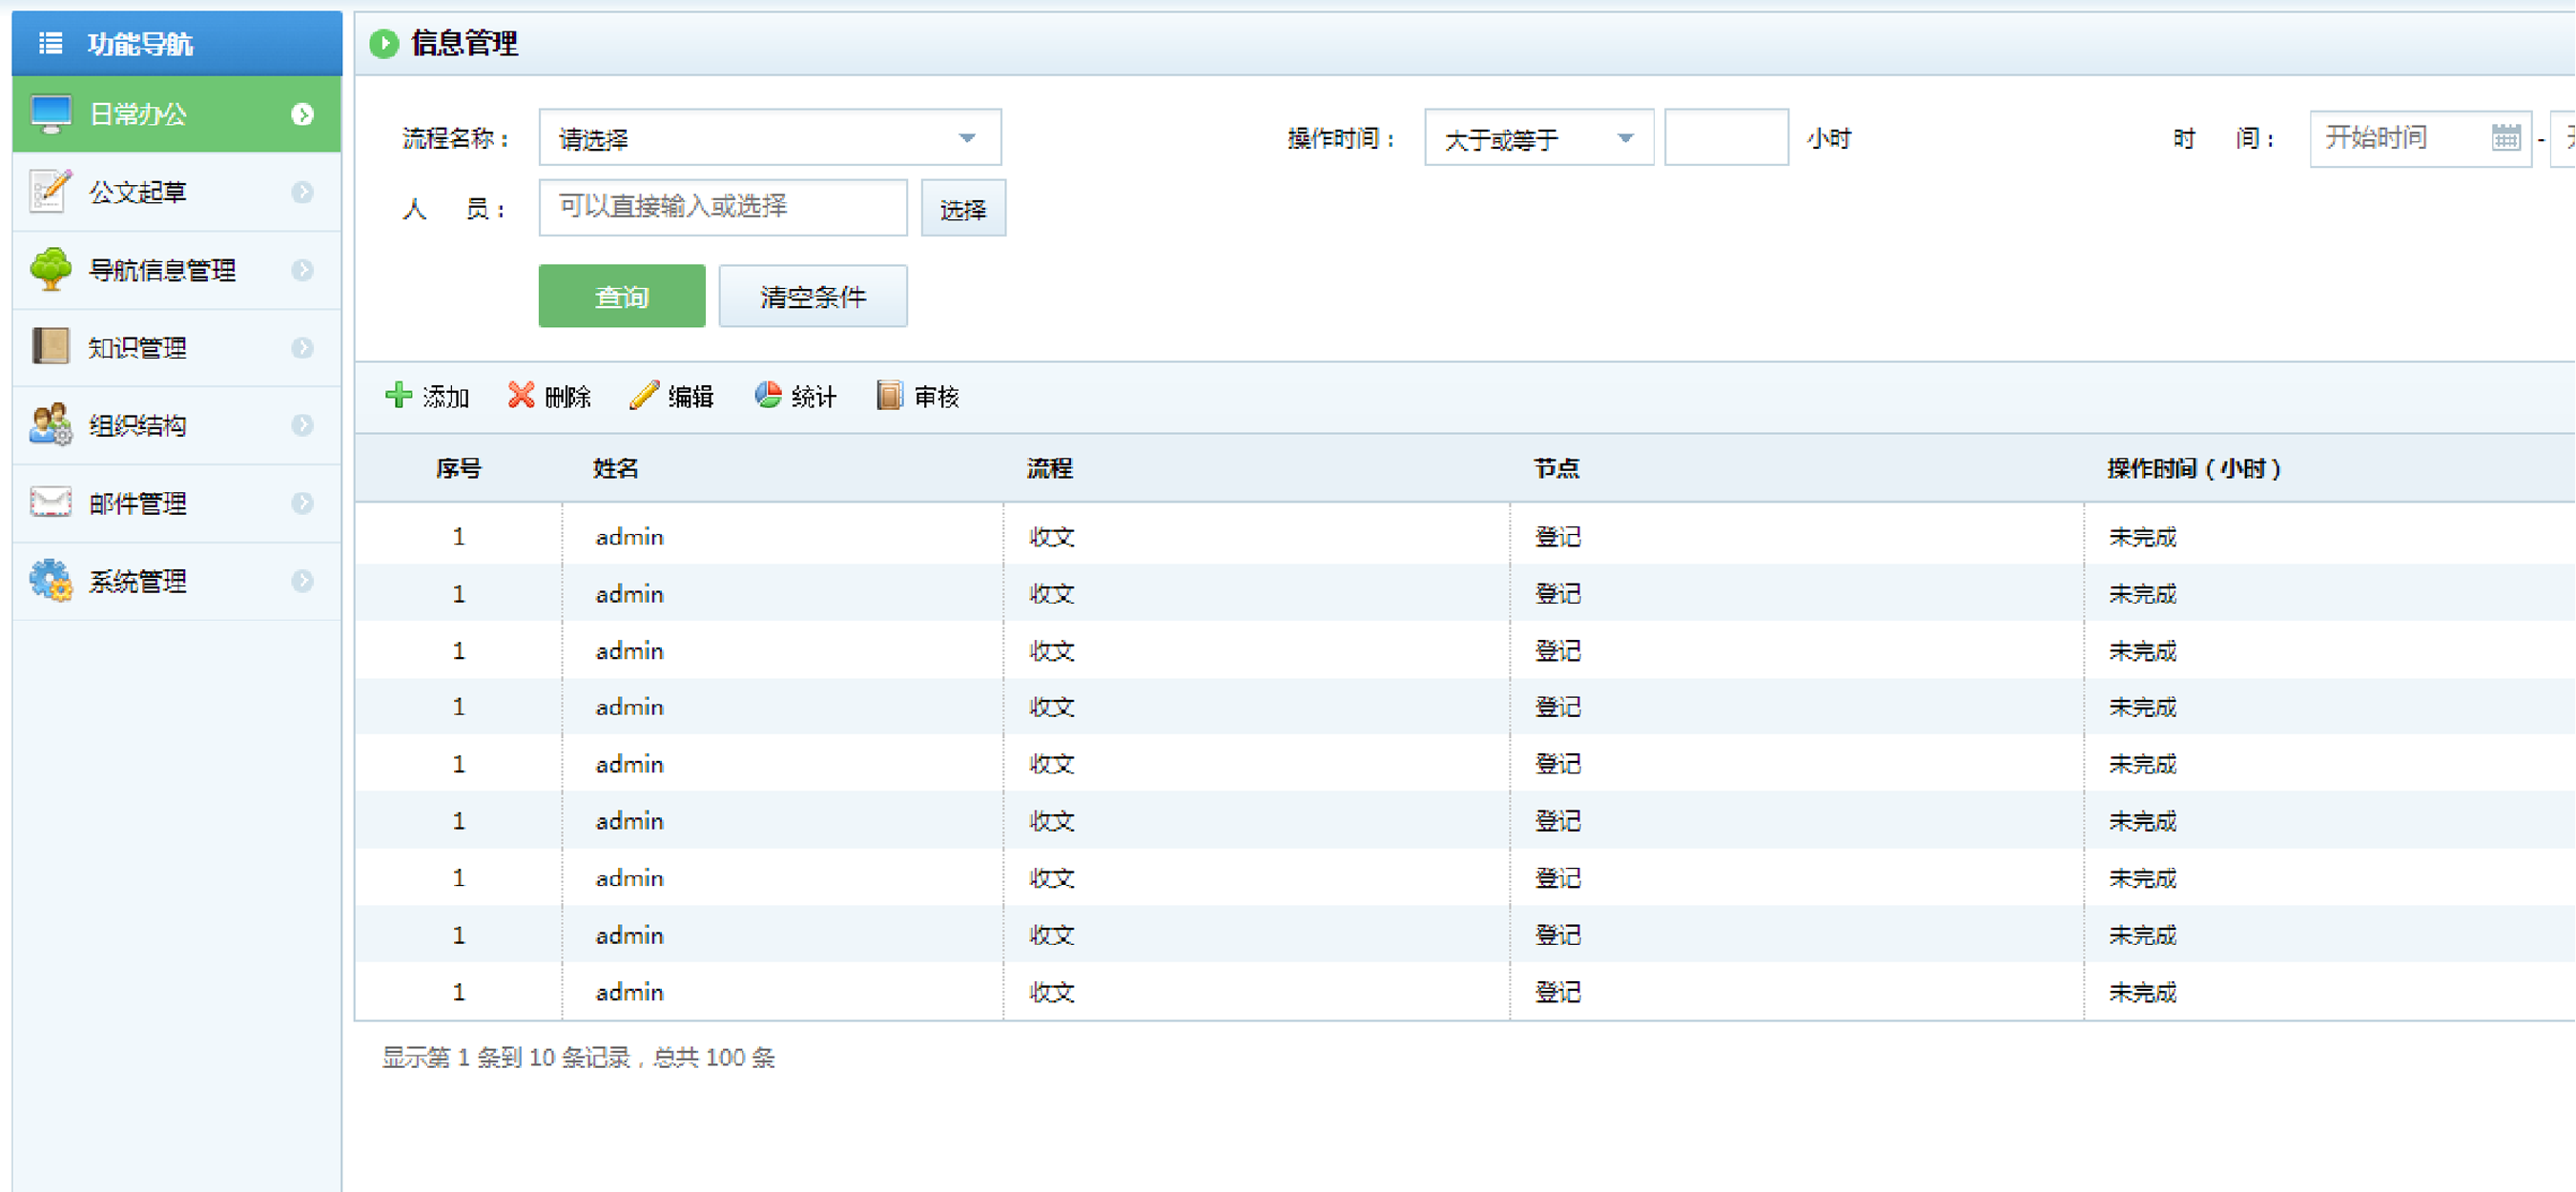 功能导航
日常办公
公文起草
导航信息管理
知识管理
组织结构
邮件管理
系统管理
信息管理
流程名称： 请选择 操作时间： 大于或等于 小时 时 间： 开始时间 -
人 员： 可以直接输入或选择 选择
查询 清空条件
添加 删除 编辑 统计 审核
序号 姓名 流程 节点 操作时间（小时）
1 admin 收文 登记 未完成
1 admin 收文 登记 未完成
1 admin 收文 登记 未完成
1 admin 收文 登记 未完成
1 admin 收文 登记 未完成
1 admin 收文 登记 未完成
1 admin 收文 登记 未完成
1 admin 收文 登记 未完成
1 admin 收文 登记 未完成
显示第 1 条到 10 条记录，总共 100 条